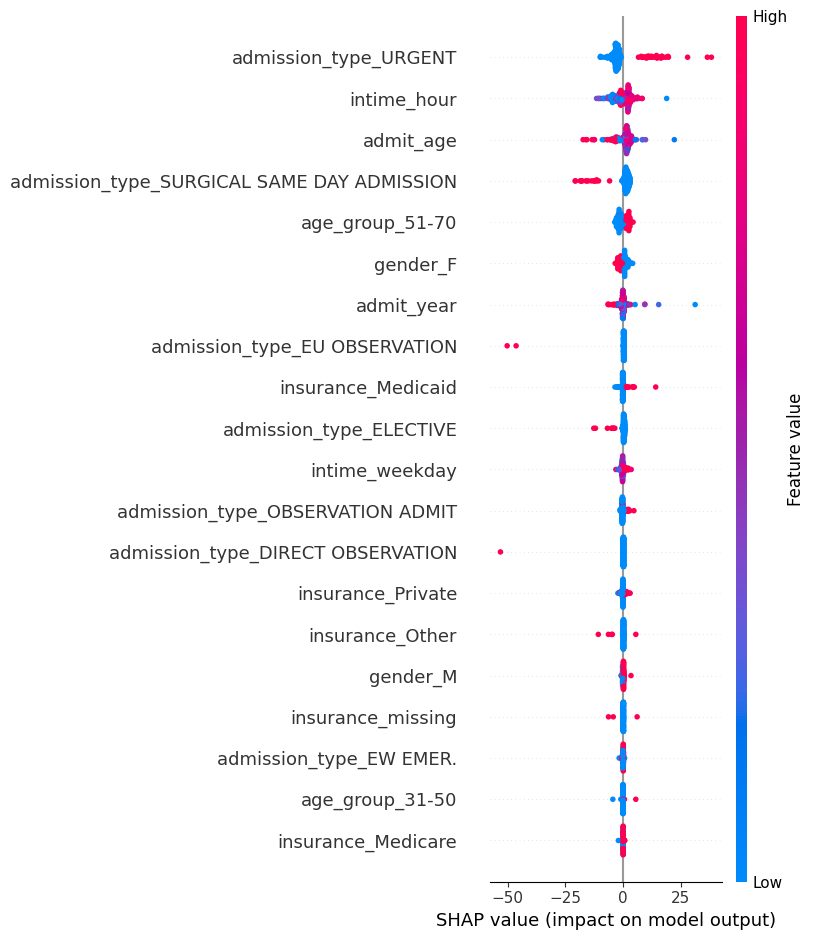 High
admission_type_URGENT
intime_hour
admit_age
admission_type_SURGICAL SAME DAY ADMISSION
age_group_51-70
gender_F
admit_year
admission_type_EU OBSERVATION
insurance_Medicaid
admission_type_ELECTIVE
intime_weekday
admission_type_OBSERVATION ADMIT
admission_type_DIRECT OBSERVATION
insurance_Private
insurance_Other
gender_M
insurance_missing
admission_type_EW EMER.
age_group_31-50
insurance_Medicare
Feature value
Low
−50 −25 0 25
SHAP value (impact on model output)